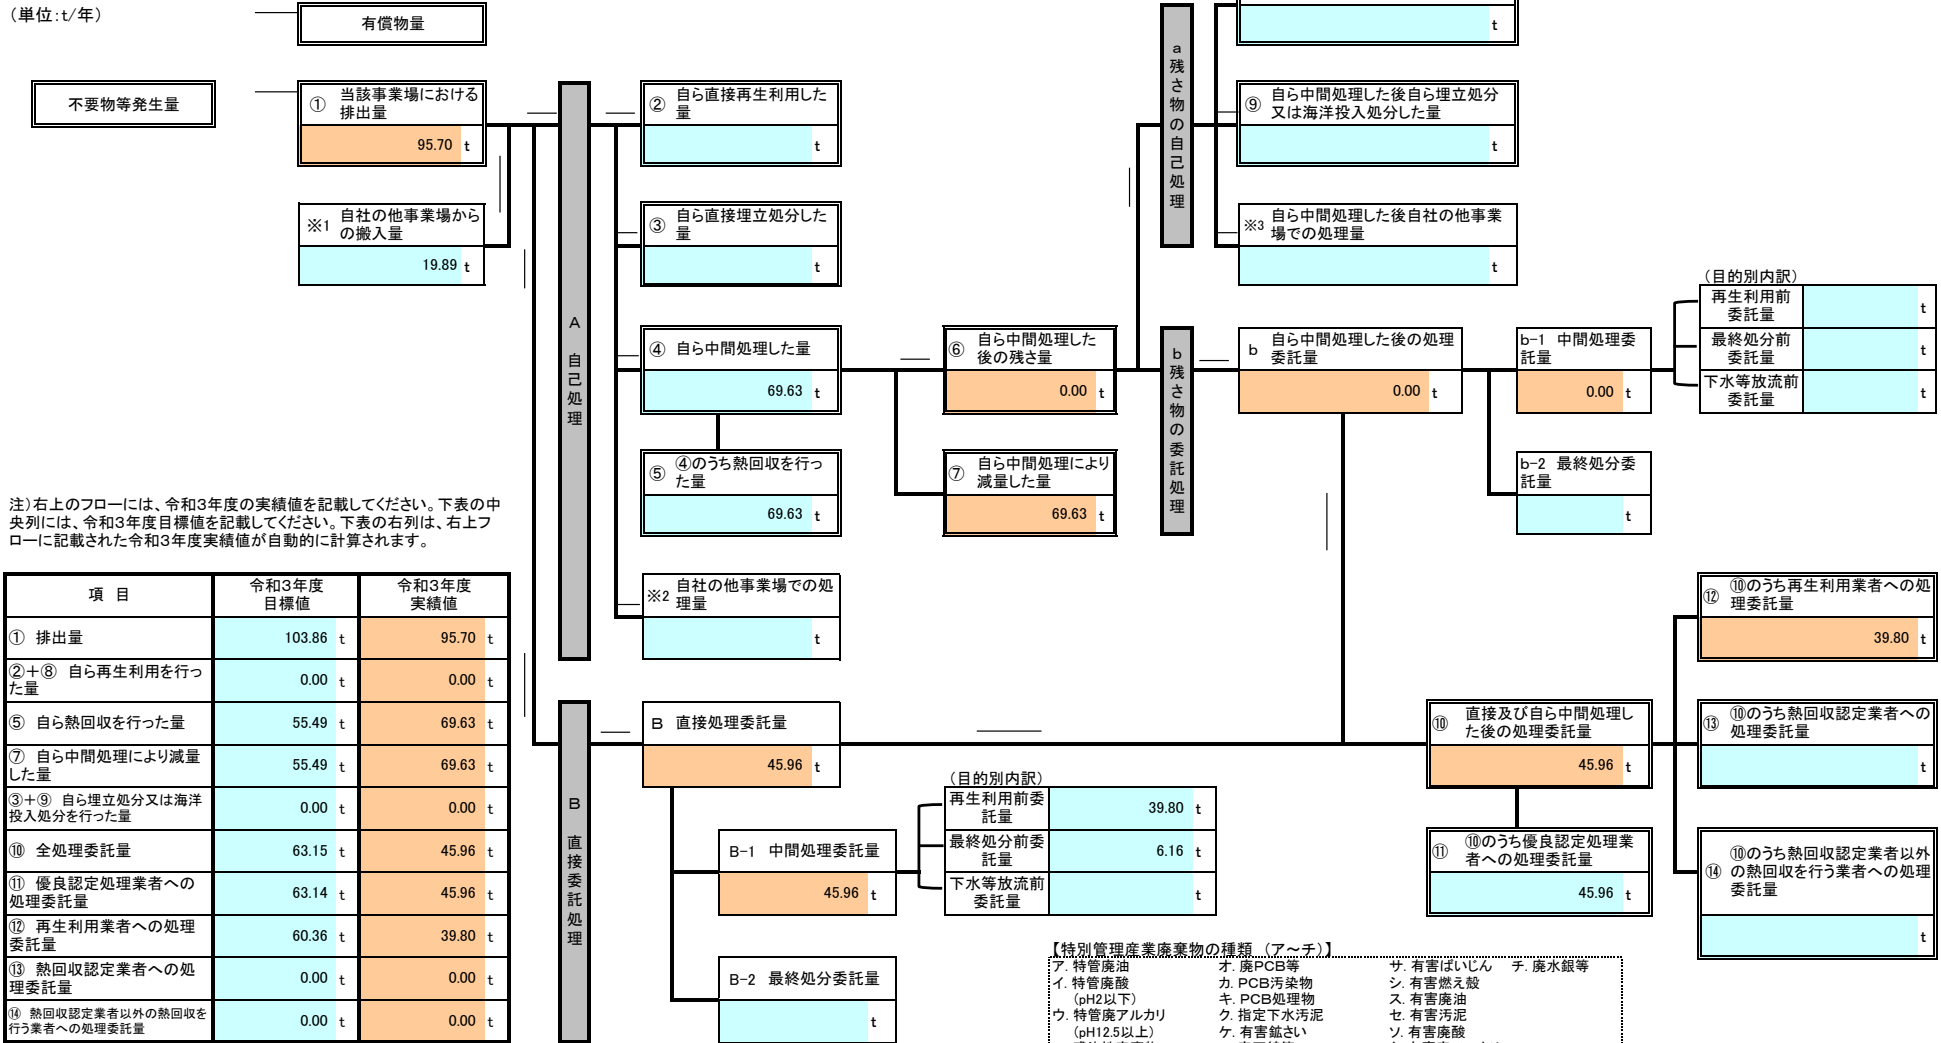 (単位:t/年)
有償物量
t
不要物等発生量
① 当該事業場における
排出量
95.70 t
※1 自社の他事業場から
の搬入量
19.89 t
A 自己処理
② 自ら直接再生利用した
量
t
③ 自ら直接埋立処分した
量
t
④ 自ら中間処理した量
69.63 t
⑤ ④のうち熱回収を行っ
た量
69.63 t
※2 自社の他事業場での処
理量
t
⑥ 自ら中間処理した
後の残さ量
0.00 t
⑦ 自ら中間処理により
減量した量
69.63 t
a 残さ物の自己処理
⑨ 自ら中間処理した後自ら埋立処分
又は海洋投入処分した量
t
※3 自ら中間処理した後自社の他事業
場での処理量
t
b 残さ物の委託処理
b 自ら中間処理した後の処理
委託量
0.00 t
b-1 中間処理委
託量
0.00 t
b-2 最終処分委
託量
t
(目的別内訳)
再生利用前
委託量
t
最終処分前
委託量
t
下水等放流前
委託量
t
注)右上のフローには、令和3年度の実績値を記載してください。下表の中
央列には、令和3年度目標値を記載してください。下表の右列は、右上フ
ローに記載された令和3年度実績値が自動的に計算されます。
項 目 令和3年度 目標値 令和3年度 実績値
① 排出量 103.86 t 95.70 t
②+⑧ 自ら再生利用を行っ
た量 0.00 t 0.00 t
⑤ 自ら熱回収を行った量 55.49 t 69.63 t
⑦ 自ら中間処理により減量
した量 55.49 t 69.63 t
③+⑨ 自ら埋立処分又は海洋
投入処分を行った量 0.00 t 0.00 t
⑩ 全処理委託量 63.15 t 45.96 t
⑪ 優良認定処理業者への
処理委託量 63.14 t 45.96 t
⑫ 再生利用業者への処理
委託量 60.36 t 39.80 t
⑬ 熱回収認定業者への処
理委託量 0.00 t 0.00 t
⑭ 熱回収認定業者以外の熱回収を
行う業者への処理委託量 0.00 t 0.00 t
B 直接委託処理
B 直接処理委託量
45.96 t
B-1 中間処理委託量
45.96 t
B-2 最終処分委託量
t
(目的別内訳)
再生利用前委
託量
39.80 t
最終処分前委
託量
6.16 t
下水等放流前
委託量
t
⑩ 直接及び自ら中間処理し
た後の処理委託量
45.96 t
⑪ ⑩のうち優良認定処理業
者への処理委託量
45.96 t
⑫ ⑩のうち再生利用業者への処
理委託量
39.80 t
⑬ ⑩のうち熱回収認定業者への
処理委託量
t
⑭ ⑩のうち熱回収認定業者以外
の熱回収を行う業者への処理
委託量
t
【特別管理産業廃棄物の種類 (ア~チ)】
ア. 特管廃油 オ. 廃PCB等 サ. 有害ばいじん チ. 廃水銀等
イ. 特管廃酸 カ. PCB汚染物 シ. 有害燃え殻
(pH2以下) キ. PCB処理物 ス. 有害廃油
ウ. 特管廃アルカリ ク. 指定下水汚泥 セ. 有害汚泥
(pH12.5以上) ケ. 有害鉱さい ソ. 有害廃酸